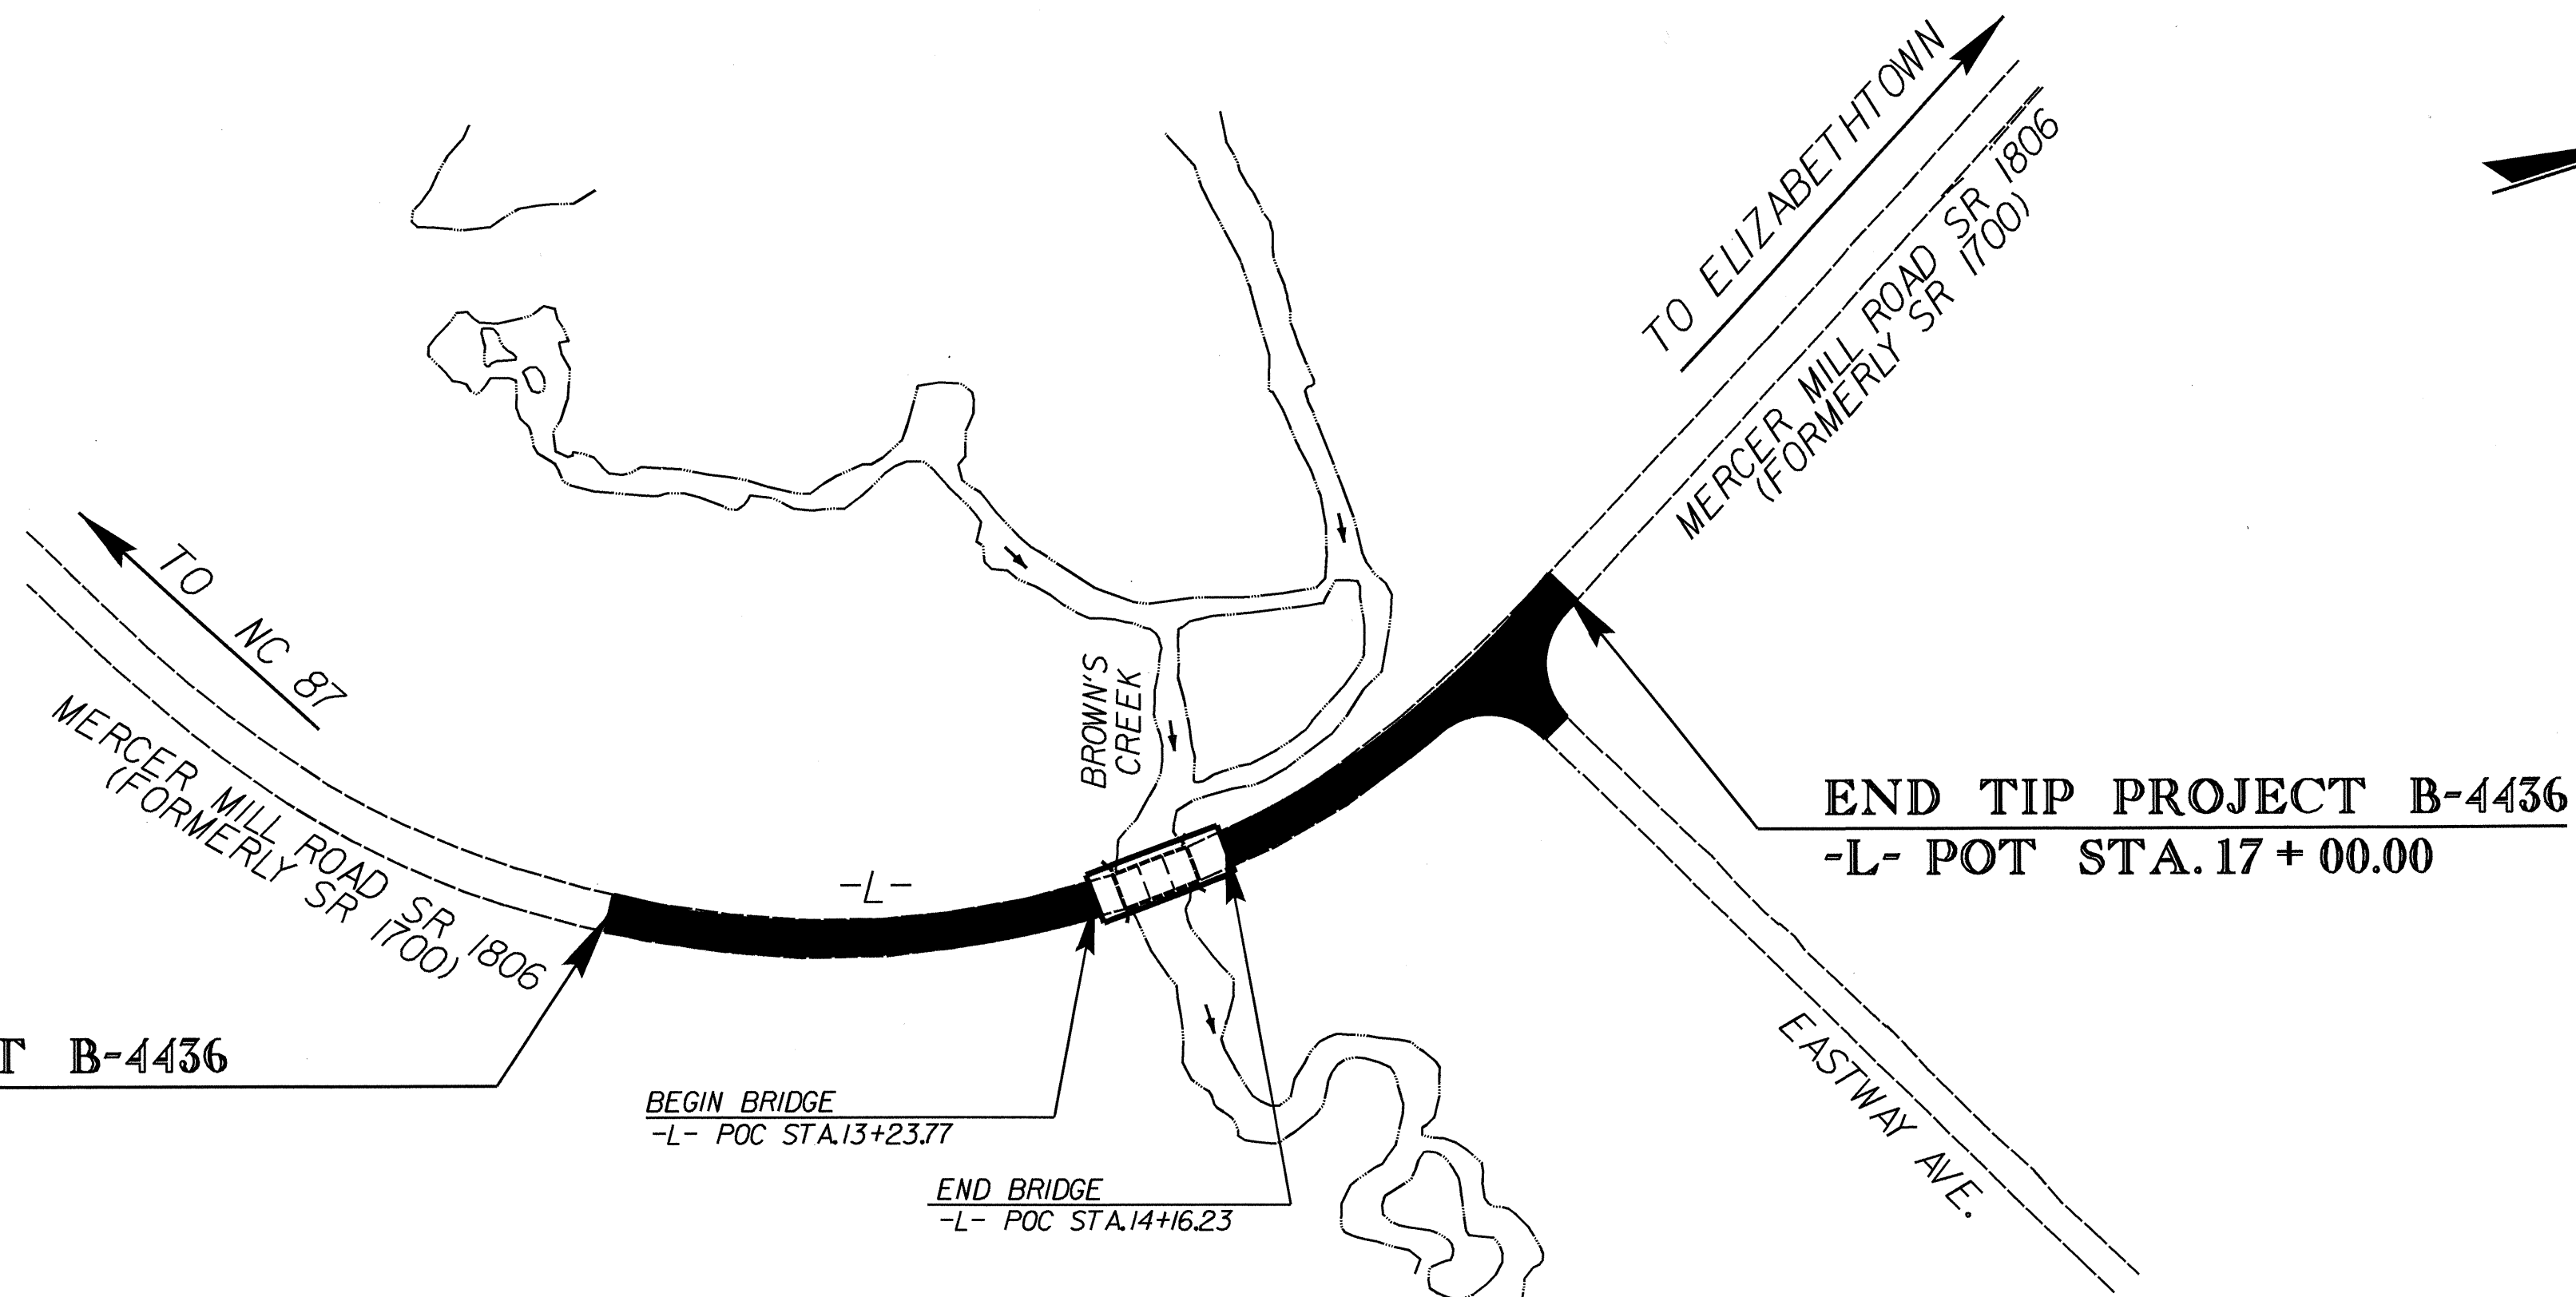 TO ELIZABETHTOWN
MERCER MILL ROAD SR 1806
(FORMERLY SR 1700)
TO NC 87
MERCER MILL ROAD SR 1806
(FORMERLY SR 1700)
BROWN'S
CREEK
-L-
END TIP PROJECT B-4436
-L- POT STA. 17+00.00
T B-4436
BEGIN BRIDGE
-L- POC STA.13+23.77
END BRIDGE
-L- POC STA.14+16.23
EASTWAY AVE.